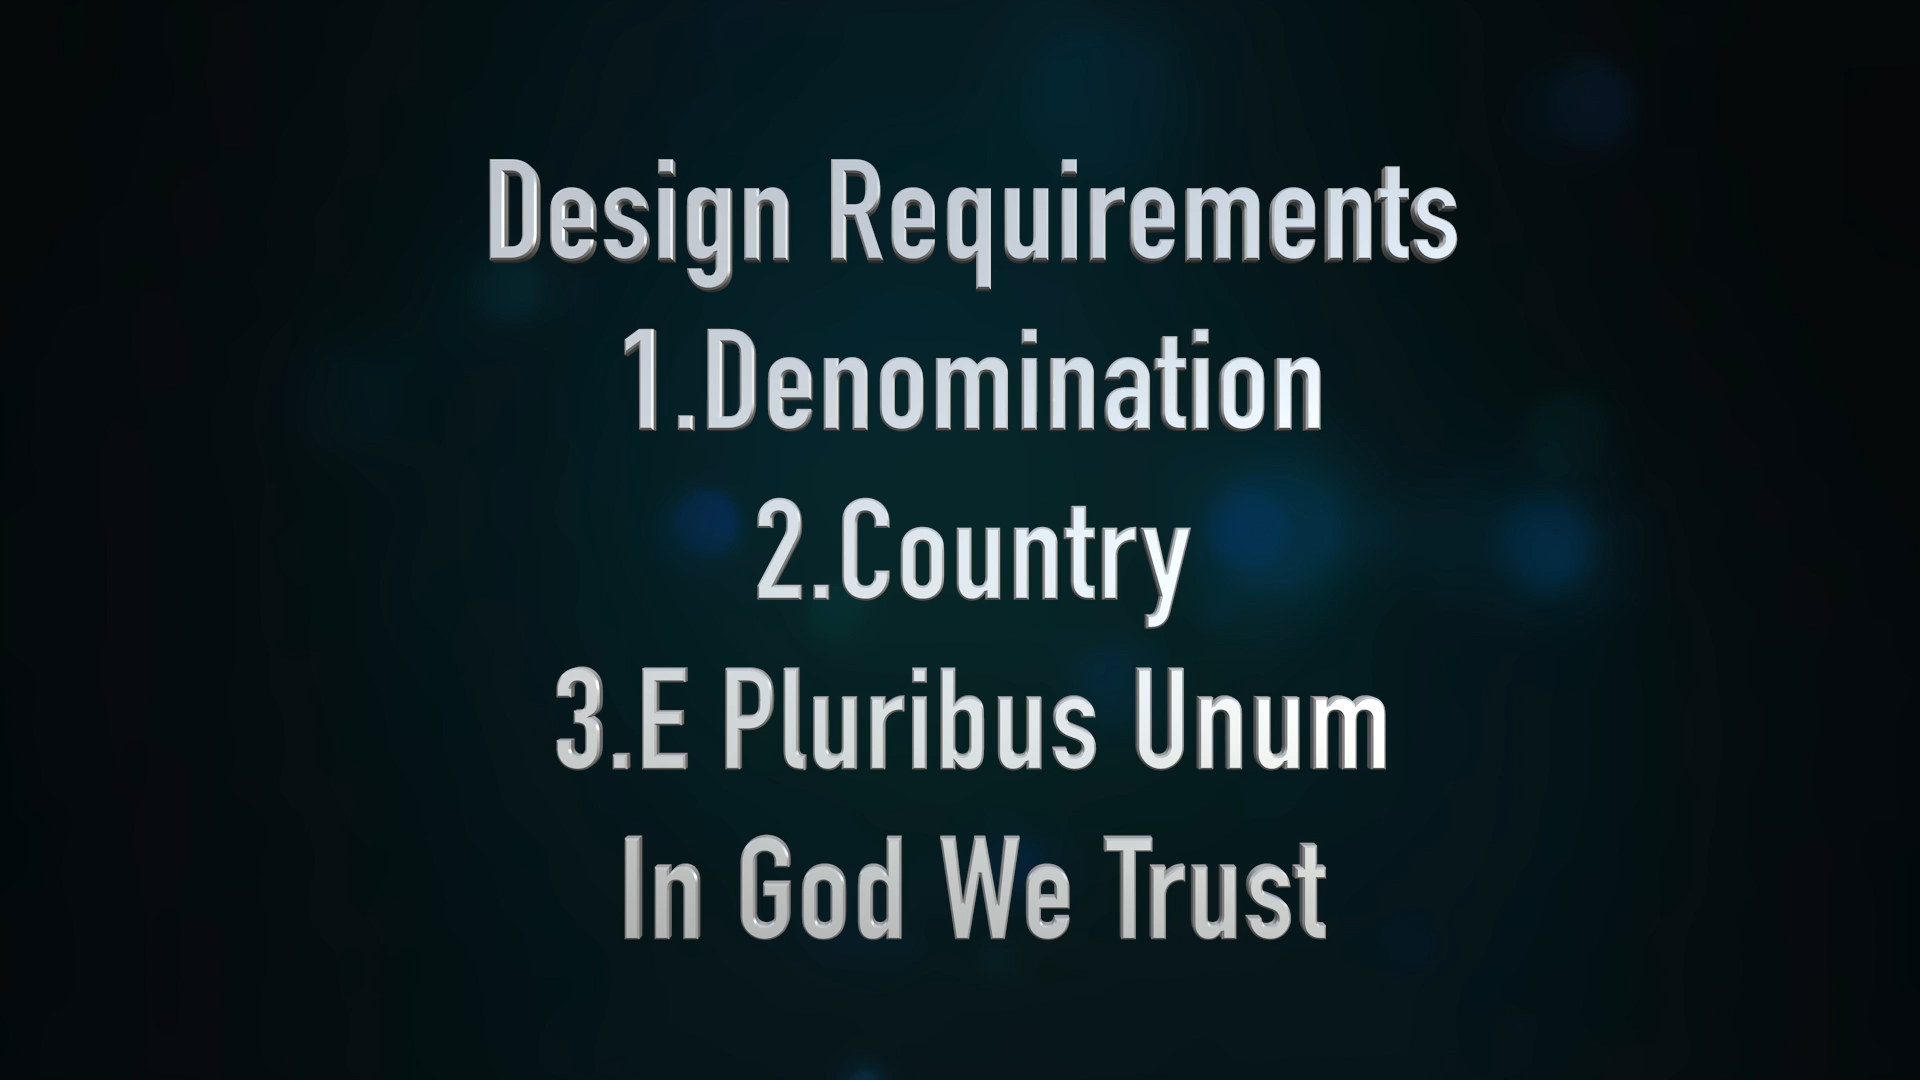 Design Requirements
1.Denomination
2.Country
3.E Pluribus Unum
In God We Trust